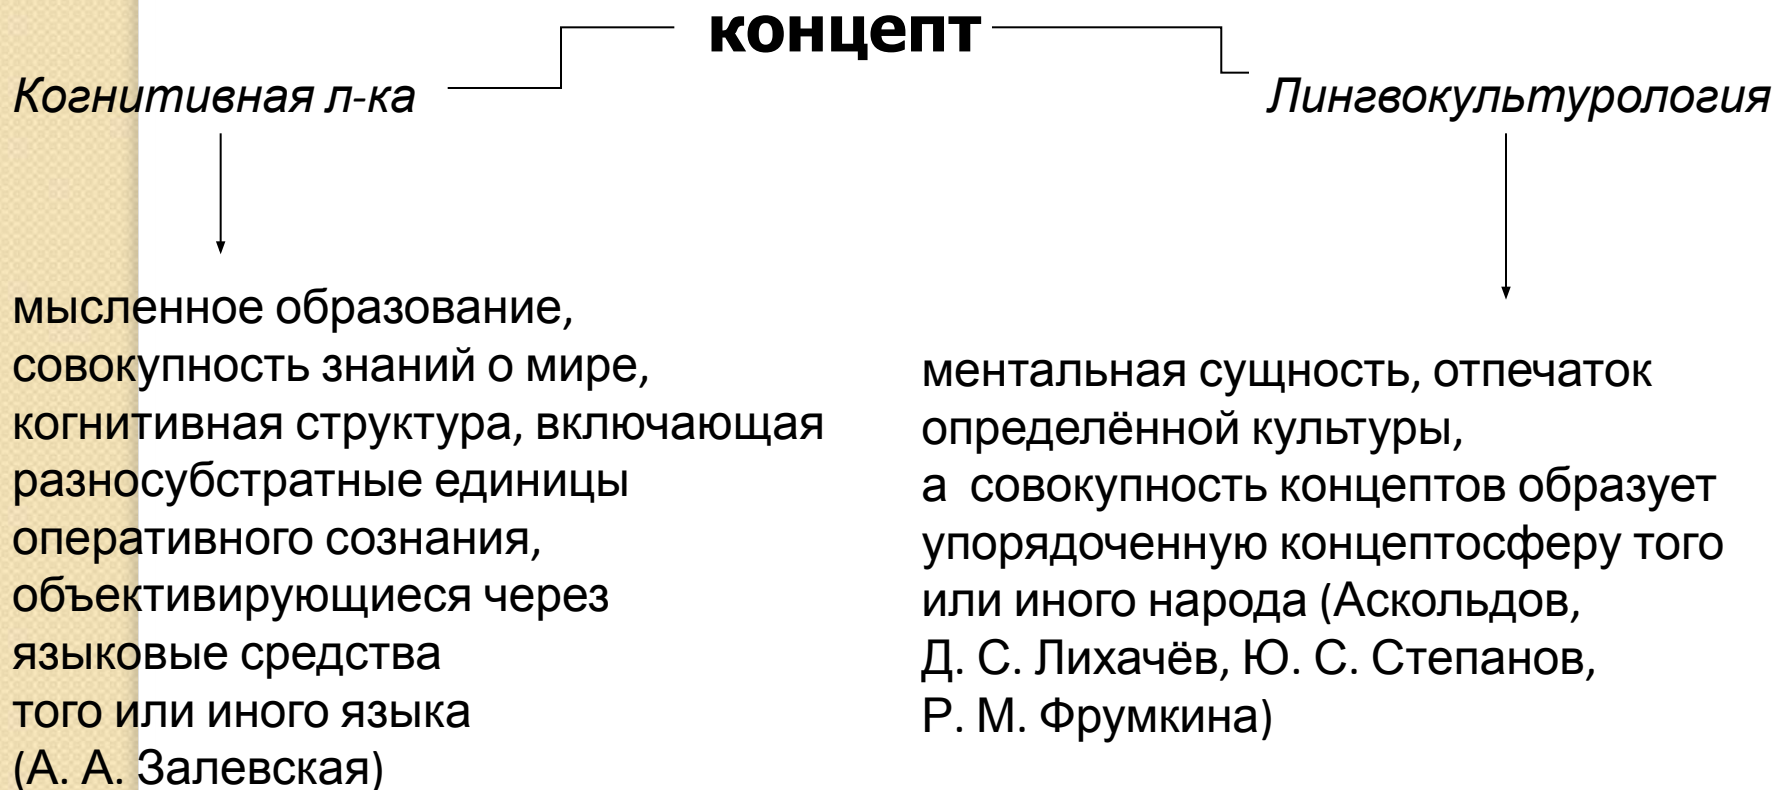 концепт
Когнитивная л-ка
Лингвокультурология
мысленное образование,
совокупность знаний о мире,
когнитивная структура, включающая
разносубстратные единицы
оперативного сознания,
объективирующиеся через
языковые средства
того или иного языка
(А. А. Залевская)
ментальная сущность, отпечаток
определённой культуры,
а  совокупность концептов образует
упорядоченную концептосферу того
или иного народа (Аскольдов,
Д. С. Лихачёв, Ю. С. Степанов,
Р. М. Фрумкина)